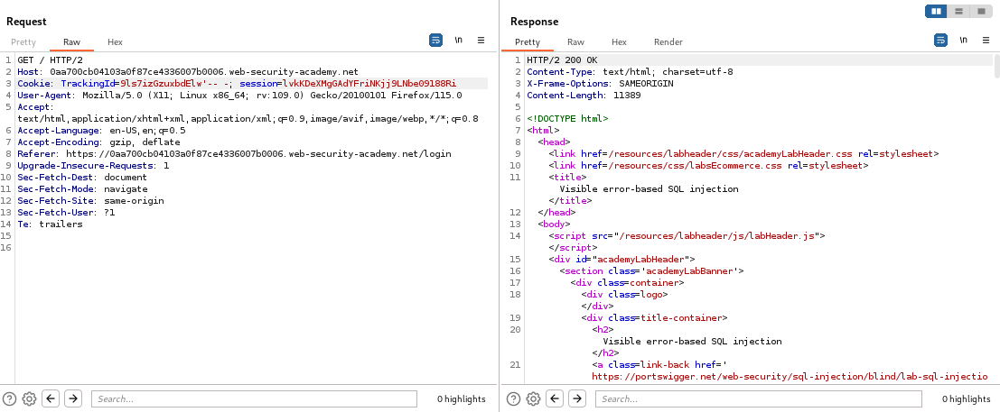 Request
Pretty Raw Hex
\n
1 GET / HTTP/2
2 Host: 0aa700cb04103a0f87ce4336007b0006.web-security-academy.net
3 Cookie: TrackingId=9ls7izGzuxbdElw'-- -; session=lvkKDeXMgGAdYFriNKjj9LNbe09188Ri
4 User-Agent: Mozilla/5.0 (X11; Linux x86_64; rv:109.0) Gecko/20100101 Firefox/115.0
5 Accept:
text/html,application/xhtml+xml,application/xml;q=0.9,image/avif,image/webp,*/*;q=0.8
6 Accept-Language: en-US,en;q=0.5
7 Accept-Encoding: gzip, deflate
8 Referer: https://0aa700cb04103a0f87ce4336007b0006.web-security-academy.net/login
9 Upgrade-Insecure-Requests: 1
10 Sec-Fetch-Dest: document
11 Sec-Fetch-Mode: navigate
12 Sec-Fetch-Site: same-origin
13 Sec-Fetch-User: ?1
14 Te: trailers
15
16
Search...
0 highlights
Response
Pretty Raw Hex Render
\n
1 HTTP/2 200 OK
2 Content-Type: text/html; charset=utf-8
3 X-Frame-Options: SAMEORIGIN
4 Content-Length: 11389
5
6 <!DOCTYPE html>
7 <html>
8 <head>
9 <link href=/resources/labheader/css/academyLabHeader.css rel=stylesheet>
10 <link href=/resources/css/labsEcommerce.css rel=stylesheet>
11 <title>
Visible error-based SQL injection
</title>
12 </head>
13 <body>
14 <script src="/resources/labheader/js/labHeader.js">
</script>
15 <div id="academyLabHeader">
16 <section class='academyLabBanner'>
17 <div class=container>
18 <div class=logo>
</div>
19 <div class=title-container>
20 <h2>
Visible error-based SQL injection
</h2>
21 <a class=link-back href='
https://portswigger.net/web-security/sql-injection/blind/lab-sql-injectio
Search...
0 highlights